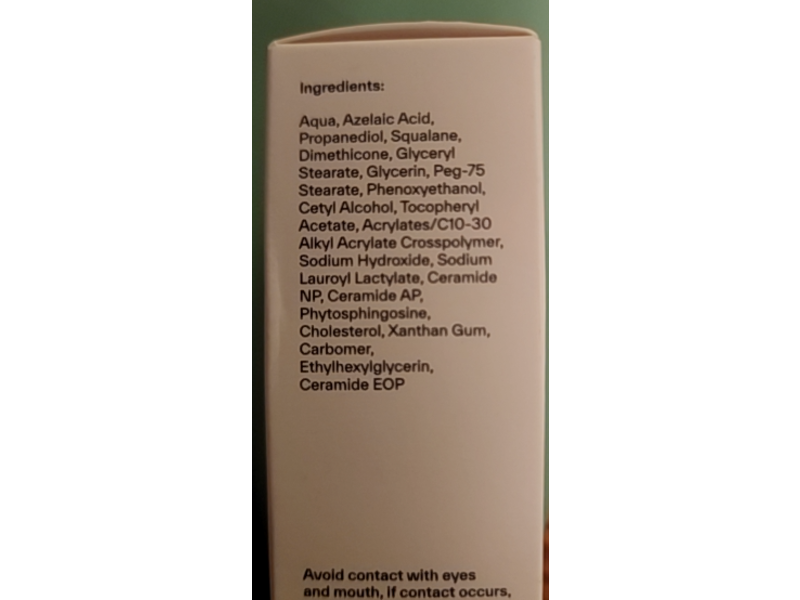 Ingredients:
Aqua, Azelaic Acid,
Propanediol, Squalane,
Dimethicone, Glyceryl
Stearate, Glycerin, Peg-75
Stearate, Phenoxyethanol,
Cetyl Alcohol, Tocopheryl
Acetate, Acrylates/C10-30
Alkyl Acrylate Crosspolymer,
Sodium Hydroxide, Sodium
Lauroyl Lactylate, Ceramide
NP, Ceramide AP,
Phytosphingosine,
Cholesterol, Xanthan Gum,
Carbomer,
Ethylhexylglycerin,
Ceramide EOP
Avoid contact with eyes
and mouth, if contact occurs,